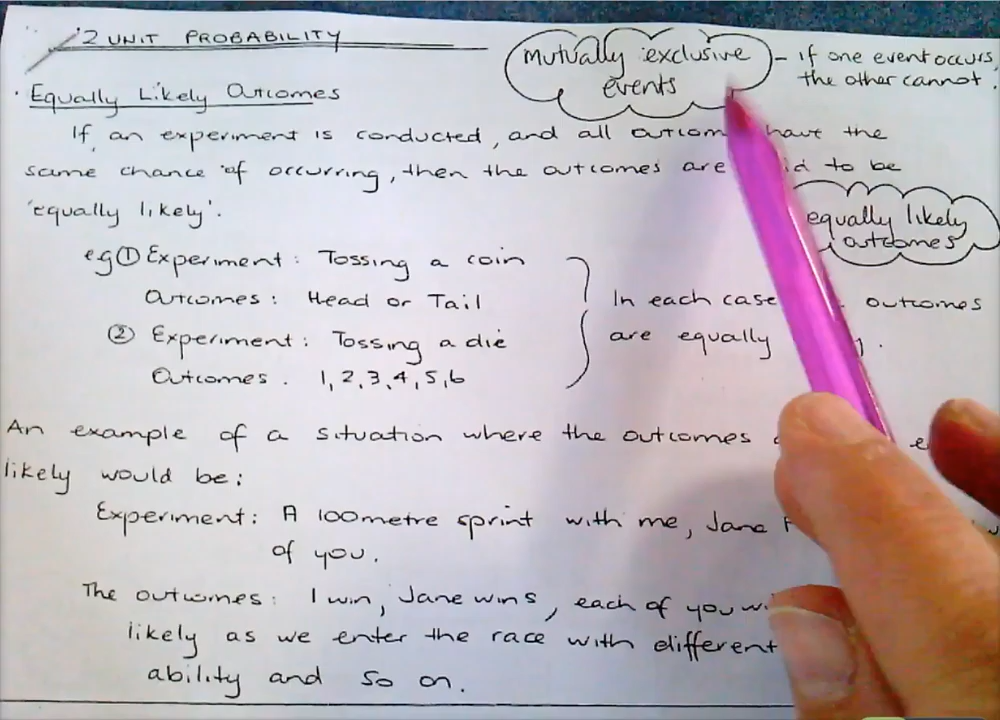 2 UNIT PROBABILITY
mutually exclusive
events
- if one event occurs,
the other cannot.
Equally Likely Outcomes
If an experiment is conducted, and all have the
same chance of occurring, then the outcomes are to be
'equally likely'.
equally likely
outcomes
eg ① Experiment: Tossing a coin
Outcomes: Head or Tail
② Experiment: Tossing a die
Outcomes. 1, 2, 3, 4, 5, 6
In each case outcomes
are equally
An example of a situation where the outcomes
likely would be:
Experiment: A 100metre sprint with me, Jane
of you.
The outcomes: I win, Jane wins, each of you
likely as we enter the race with different
ability and so on.